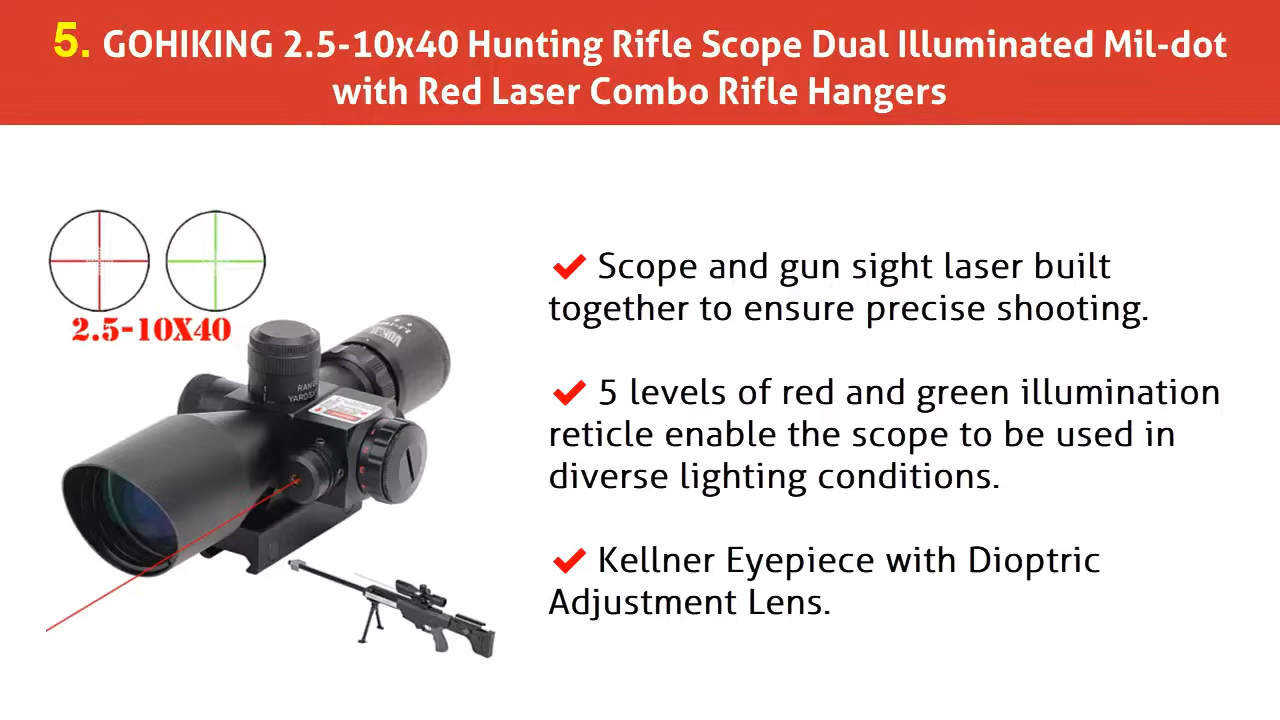 5. GOHIKING 2.5-10x40 Hunting Rifle Scope Dual Illuminated Mil-dot
with Red Laser Combo Rifle Hangers
2.5-10X40
RANG
YARDS
Scope and gun sight laser built
together to ensure precise shooting.
5 levels of red and green illumination
reticle enable the scope to be used in
diverse lighting conditions.
Kellner Eyepiece with Dioptric
Adjustment Lens.